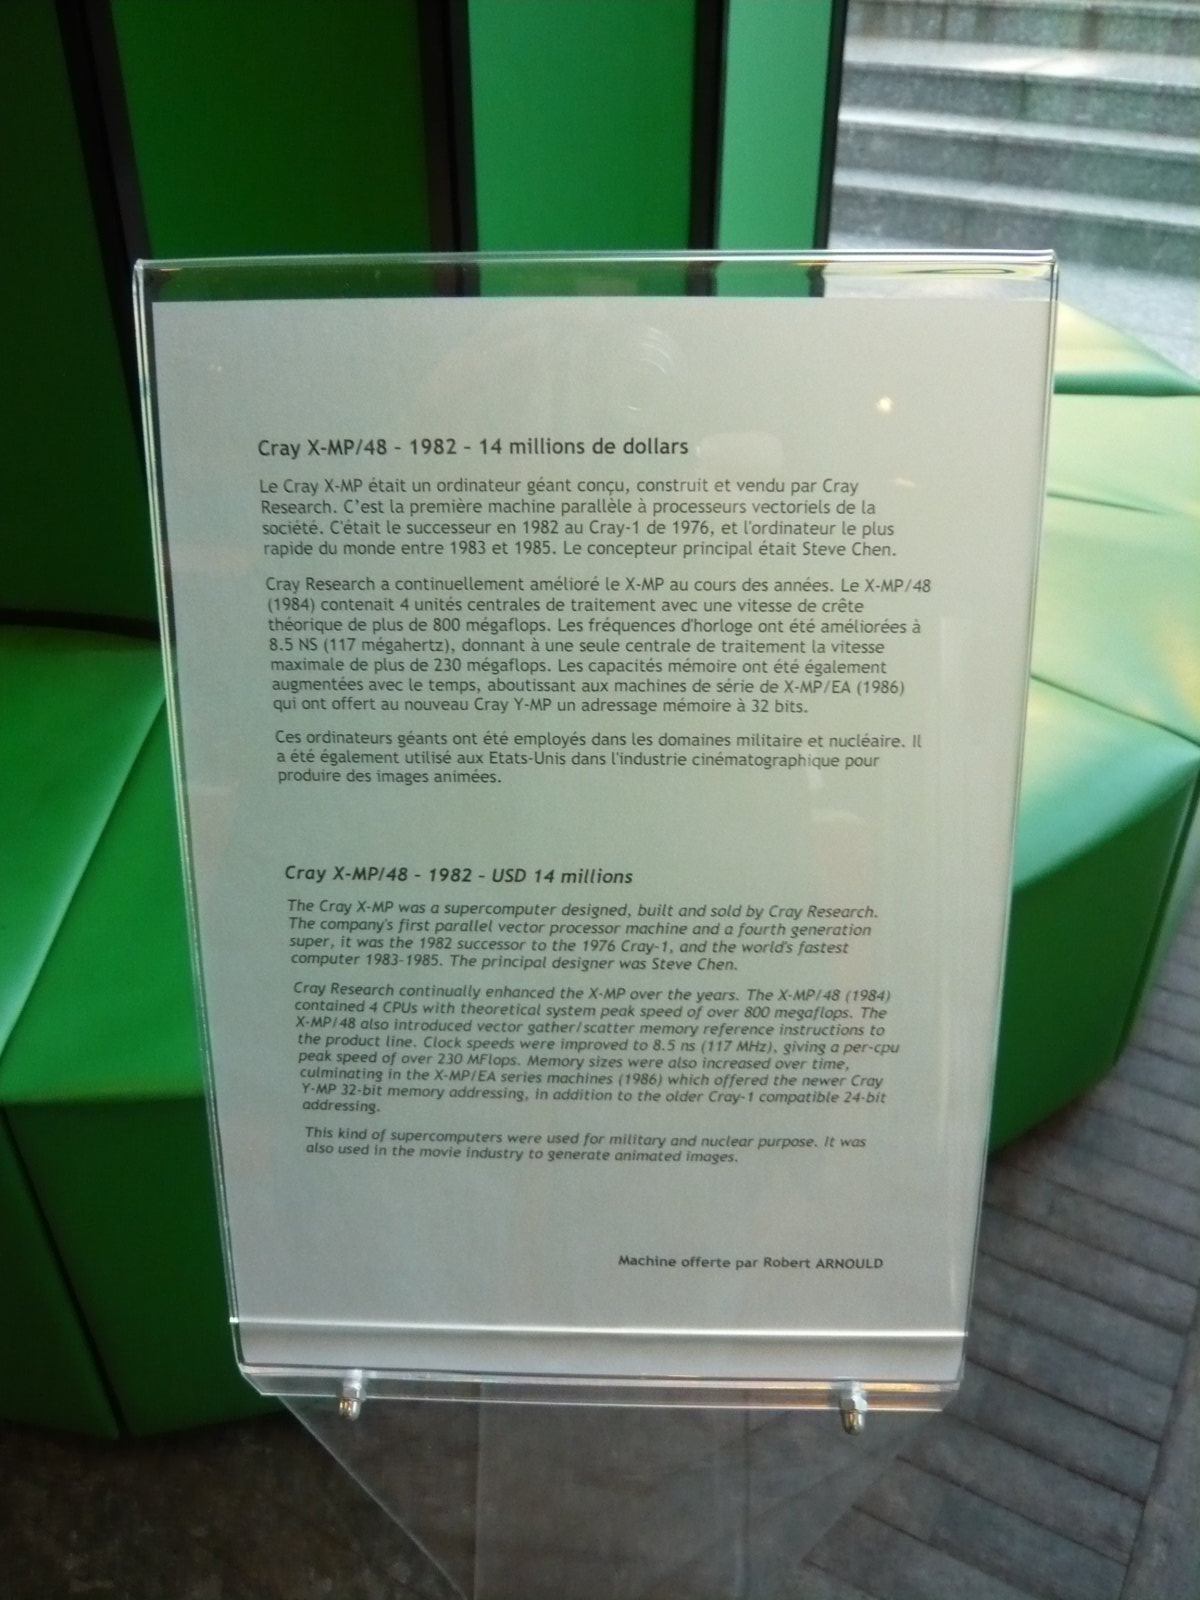 Cray X-MP/48 - 1982 - 14 millions de dollars
Le Cray X-MP était un ordinateur géant conçu, construit et vendu par Cray
Research. C'est la première machine parallèle à processeurs vectoriels de la
société. C'était le successeur en 1982 au Cray-1 de 1976, et l'ordinateur le plus
rapide du monde entre 1983 et 1985. Le concepteur principal était Steve Chen.
Cray Research a continuellement amélioré le X-MP au cours des années. Le X-MP/48
(1984) contenait 4 unités centrales de traitement avec une vitesse de crête
théorique de plus de 800 mégaflops. Les fréquences d'horloge ont été améliorées à
8.5 NS (117 mégahertz), donnant à une seule centrale de traitement la vitesse
maximale de plus de 230 mégaflops. Les capacités mémoire ont été également
augmentées avec le temps, aboutissant aux machines de série de X-MP/EA (1986)
qui ont offert au nouveau Cray Y-MP un adressage mémoire à 32 bits.
Ces ordinateurs géants ont été employés dans les domaines militaire et nucléaire. Il
a été également utilisé aux Etats-Unis dans l'industrie cinématographique pour
produire des images animées.
Cray X-MP/48 - 1982 - USD 14 millions
The Cray X-MP was a supercomputer designed, built and sold by Cray Research.
The company's first parallel vector processor machine and a fourth generation
super, it was the 1982 successor to the 1976 Cray-1, and the world's fastest
computer 1983-1985. The principal designer was Steve Chen.
Cray Research continually enhanced the X-MP over the years. The X-MP/48 (1984)
contained 4 CPUs with theoretical system peak speed of over 800 megaflops. The
X-MP/48 also introduced vector gather/scatter memory reference instructions to
the product line. Clock speeds were improved to 8.5 ns (117 MHz), giving a per-cpu
peak speed of over 230 MFlops. Memory sizes were also increased over time,
culminating in the X-MP/EA series machines (1986) which offered the newer Cray
Y-MP 32-bit memory addressing, in addition to the older Cray-1 compatible 24-bit
addressing.
This kind of supercomputers were used for military and nuclear purpose. It was
also used in the movie industry to generate animated images.
Machine offerte par Robert ARNOULD